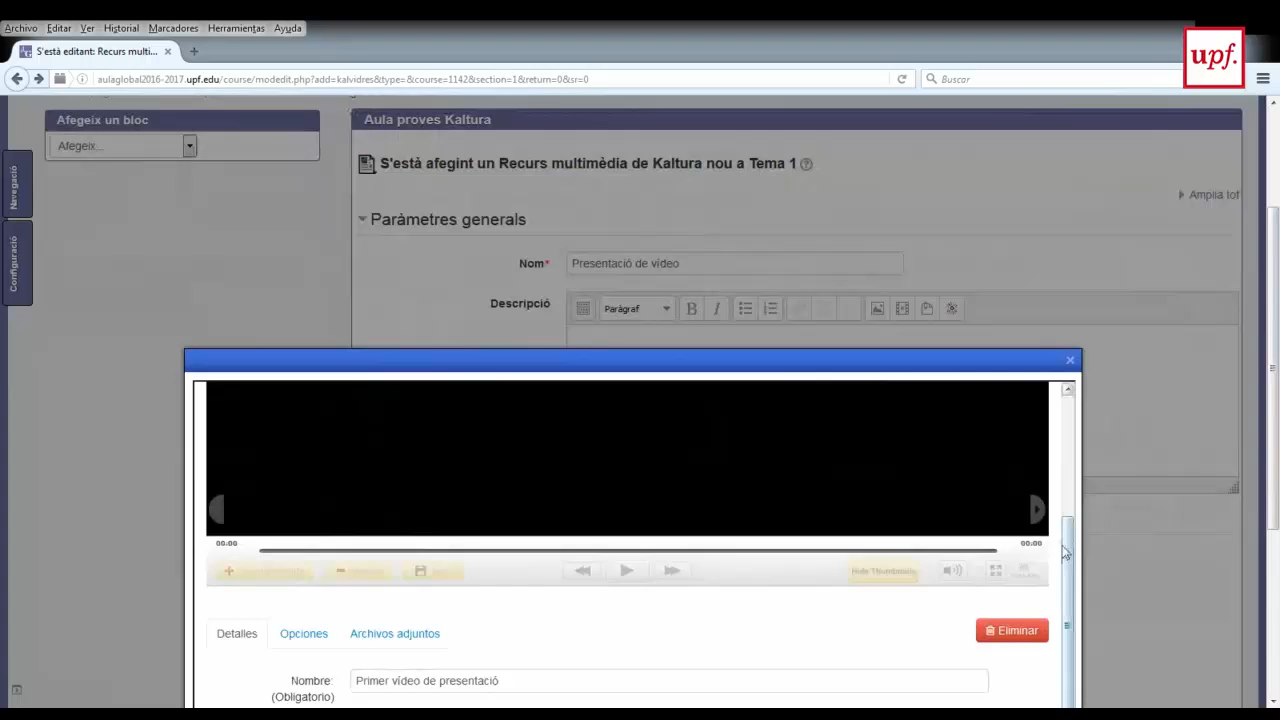 Archivo Editar Ver Historial Marcadores Herramientas Ayuda
S'està editant: Recurs multi...
upf.
aulaglobal2016-2017.upf.edu/course/modedit.php?add=kalvidres&type=&course=1142&section=1&return=0&sr=0
Buscar
Afegeix un bloc
Aula proves Kaltura
Afegeix...
Navegació
S'està afegint un Recurs multimèdia de Kaltura nou a Tema 1
Amplia tot
Paràmetres generals
Configuració
Nom*
Presentació de vídeo
Descripció
Paràgraf
B I
00:00
00:00
Hide Thumbnails
Detalles
Opciones
Archivos adjuntos
Eliminar
Nombre:
(Obligatorio)
Primer vídeo de presentació